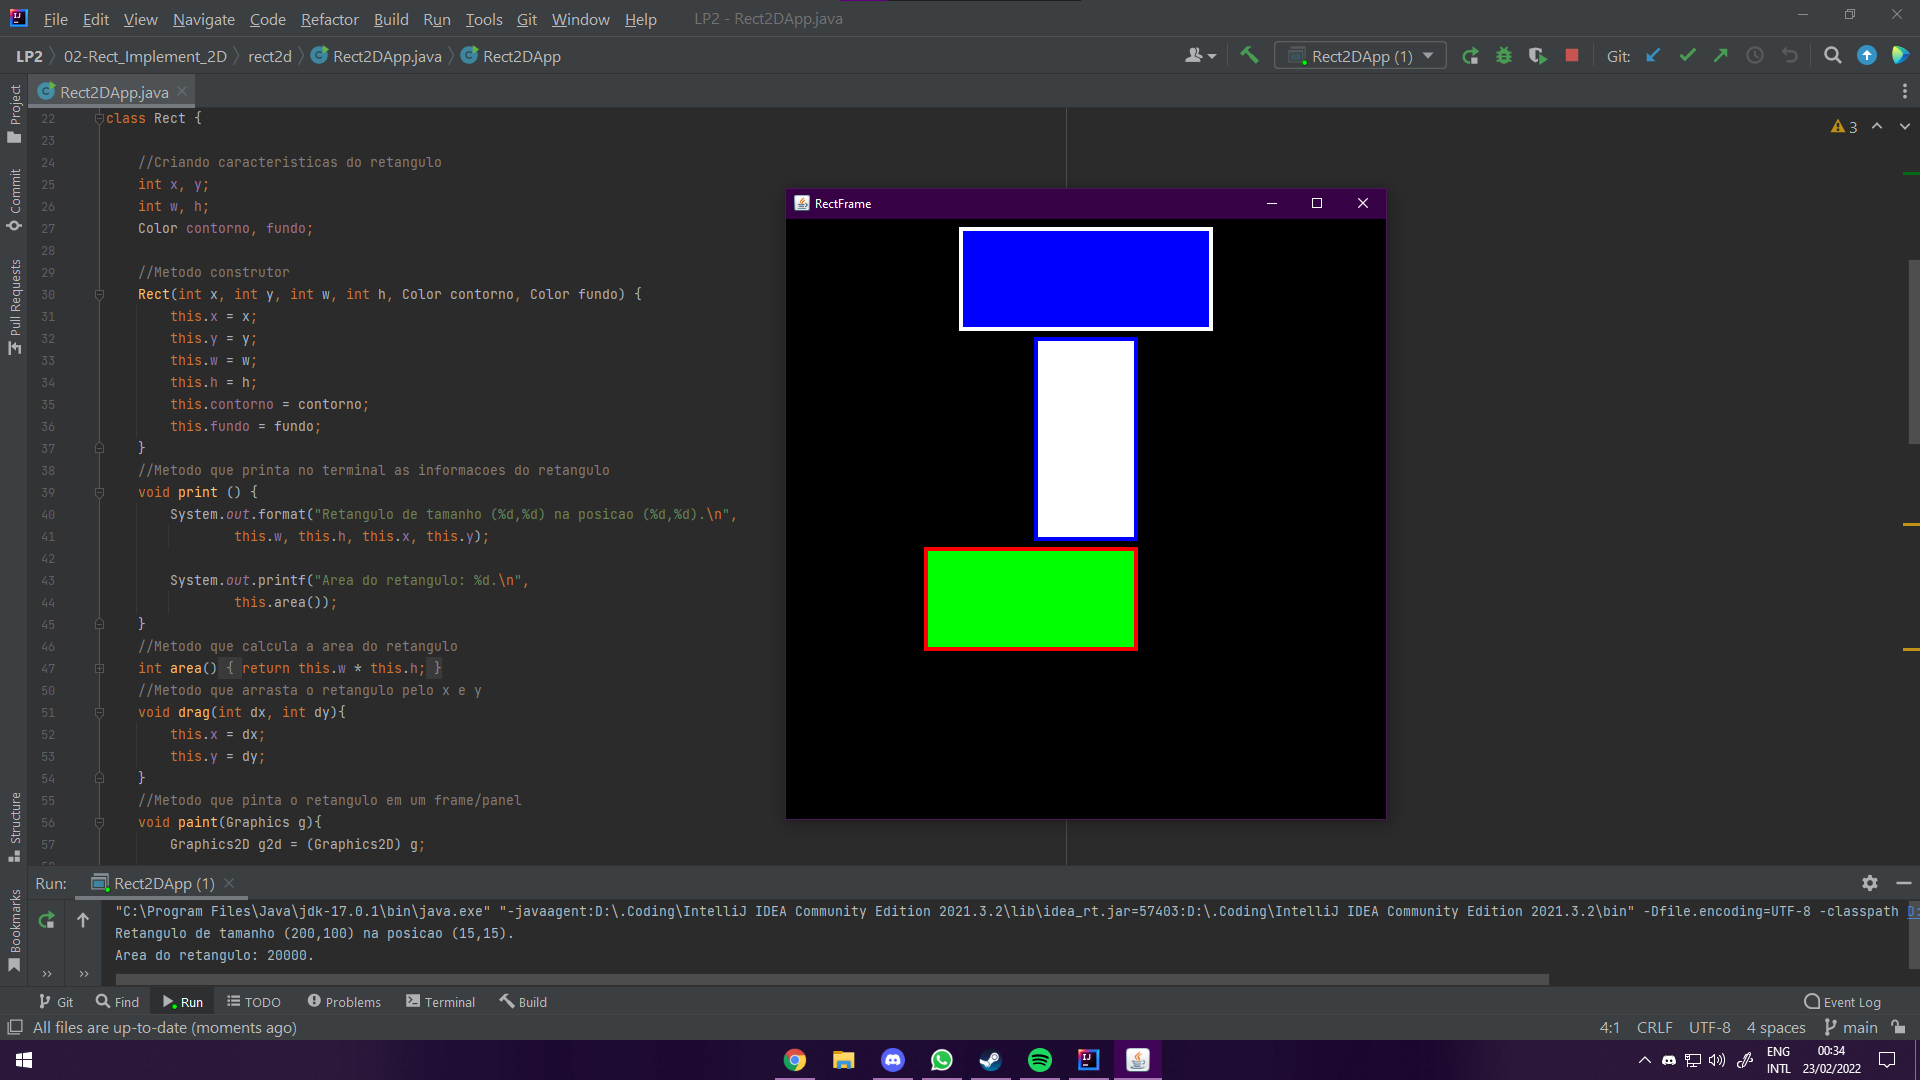 File Edit View Navigate Code Refactor Build Run Tools Git Window Help LP2 - Rect2DApp.java
LP2 02-Rect_Implement_2D rect2d Rect2DApp.java Rect2DApp Rect2DApp (1) Git:
Rect2DApp.java
Project
Commit
Pull Requests
Structure
Bookmarks
3
22 class Rect {
23
24 //Criando caracteristicas do retangulo
25 int x, y;
26 int w, h;
27 Color contorno, fundo;
28
29 //Metodo construtor
30 Rect(int x, int y, int w, int h, Color contorno, Color fundo) {
31 this.x = x;
32 this.y = y;
33 this.w = w;
34 this.h = h;
35 this.contorno = contorno;
36 this.fundo = fundo;
37 }
38 //Metodo que printa no terminal as informacoes do retangulo
39 void print () {
40 System.out.format("Retangulo de tamanho (%d,%d) na posicao (%d,%d).\n",
41 this.w, this.h, this.x, this.y);
42
43 System.out.printf("Area do retangulo: %d.\n",
44 this.area());
45 }
46 //Metodo que calcula a area do retangulo
47 int area() { return this.w * this.h; }
50 //Metodo que arrasta o retangulo pelo x e y
51 void drag(int dx, int dy){
52 this.x = dx;
53 this.y = dy;
54 }
55 //Metodo que pinta o retangulo em um frame/panel
56 void paint(Graphics g){
57 Graphics2D g2d = (Graphics2D) g;
RectFrame
Run: Rect2DApp (1)
"C:\Program Files\Java\jdk-17.0.1\bin\java.exe" "-javaagent:D:\.Coding\IntelliJ IDEA Community Edition 2021.3.2\lib\idea_rt.jar=57403:D:\.Coding\IntelliJ IDEA Community Edition 2021.3.2\bin" -Dfile.encoding=UTF-8 -classpath
Retangulo de tamanho (200,100) na posicao (15,15).
Area do retangulo: 20000.
Git Find Run TODO Problems Terminal Build Event Log
All files are up-to-date (moments ago) 4:1 CRLF UTF-8 4 spaces main
ENG 00:34
INTL 23/02/2022